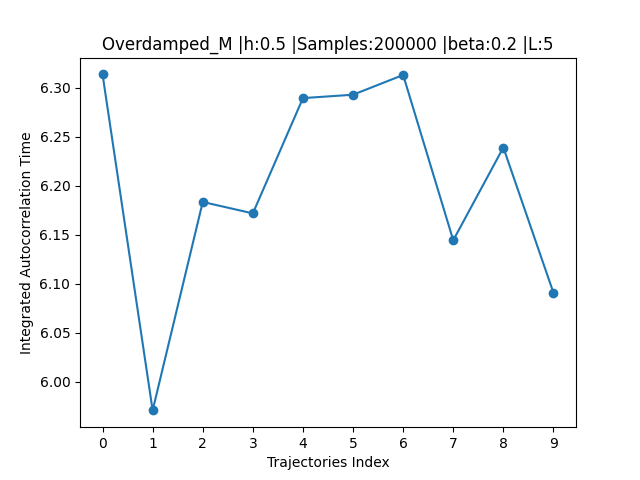 Overdamped_M |h:0.5 |Samples:200000 |beta:0.2 |L:5
Integrated Autocorrelation Time
6.30
6.25
6.20
6.15
6.10
6.05
6.00
0 1 2 3 4 5 6 7 8 9
Trajectories Index